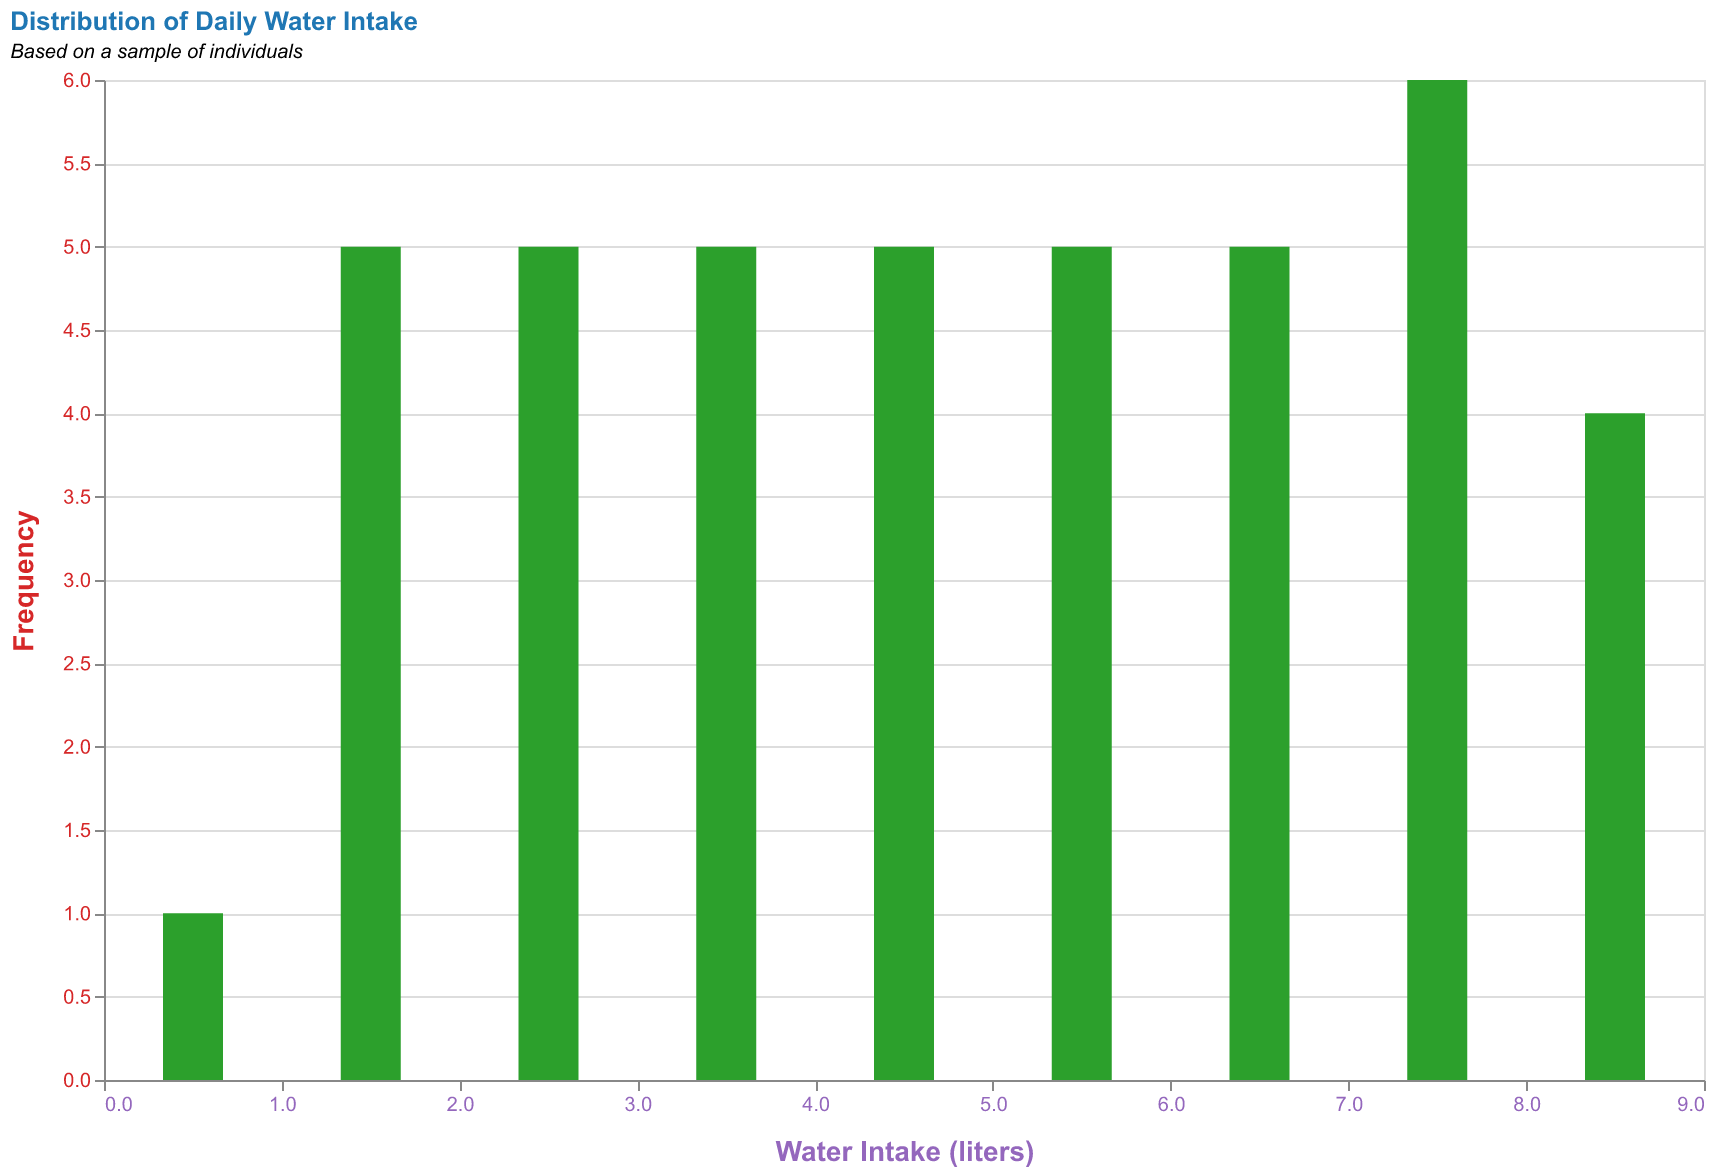 Distribution of Daily Water Intake
Based on a sample of individuals
6.0
5.5
5.0
4.5
4.0
3.5
3.0
2.5
2.0
1.5
1.0
0.5
0.0
Frequency
0.0 1.0 2.0 3.0 4.0 5.0 6.0 7.0 8.0 9.0
Water Intake (liters)